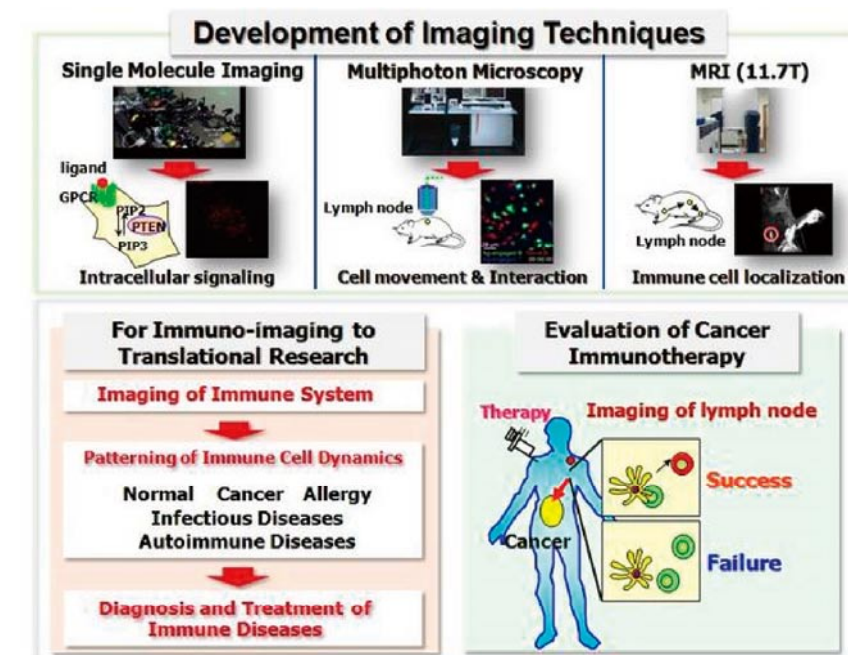 Development of Imaging Techniques
Single Molecule Imaging
ligand
GPCR
PIP2
PTEN
PIP3
Intracellular signaling
Multiphoton Microscopy
Lymph node
Cell movement & Interaction
MRI (11.7T)
Lymph node
Immune cell localization
For Immuno-imaging to
Translational Research
Imaging of Immune System
Patterning of Immune Cell Dynamics
Normal Cancer Allergy
Infectious Diseases
Autoimmune Diseases
Diagnosis and Treatment of
Immune Diseases
Evaluation of Cancer
Immunotherapy
Therapy
Imaging of lymph node
Success
Cancer
Failure